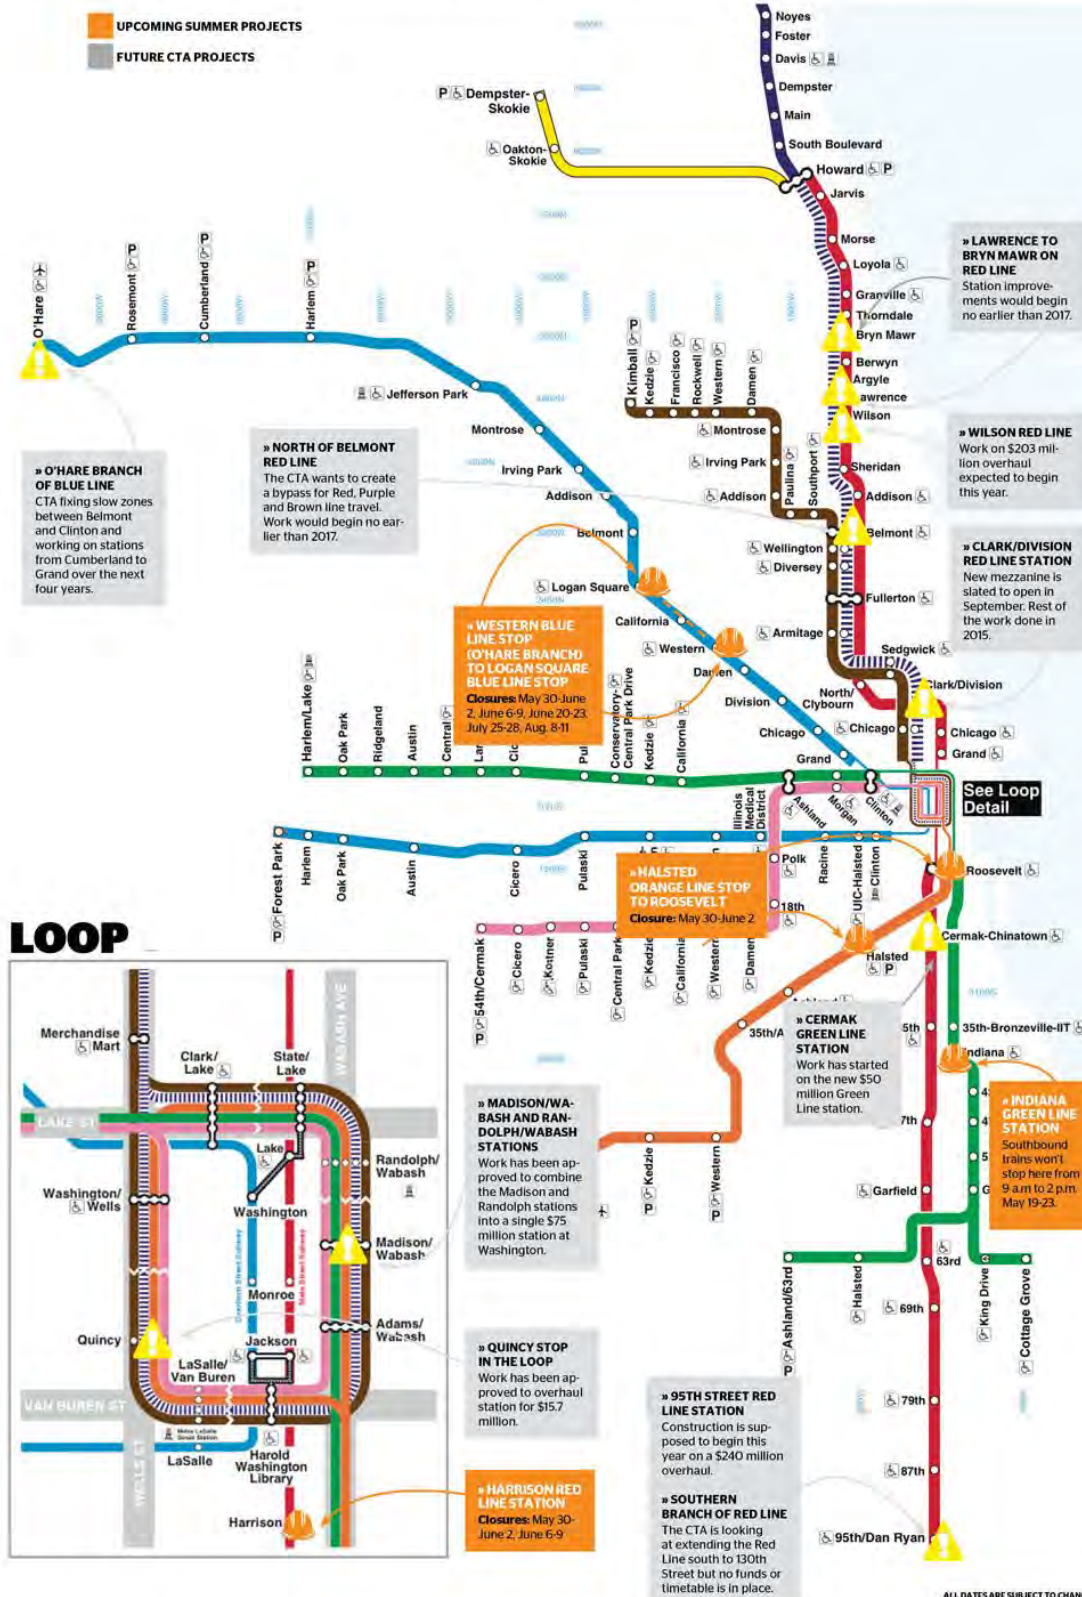 UPCOMING SUMMER PROJECTS
FUTURE CTA PROJECTS
Noyes
Foster
Davis
Dempster
Main
South Boulevard
Howard P
Jarvis
Morse
Loyola
Granville
Thorndale
Bryn Mawr
Berwyn
Argyle
Lawrence
Wilson
Sheridan
Addison
Belmont
P Dempster-
Skokie
Oakton-
Skokie
» LAWRENCE TO
BRYN MAWR ON
RED LINE
Station improve-
ments would begin
no earlier than 2017.
» WILSON RED LINE
Work on $203 mil-
lion overhaul
expected to begin
this year.
» CLARK/DIVISION
RED LINE STATION
New mezzanine is
slated to open in
September. Rest of
the work done in
2015.
O'Hare
Rosemont P
Cumberland P
Harlem P
Jefferson Park
Montrose
Irving Park
Addison
Belmont
Logan Square
California
Western
Damen
Division
Chicago
Grand
Clinton
» O'HARE BRANCH
OF BLUE LINE
CTA fixing slow zones
between Belmont
and Clinton and
working on stations
from Cumberland to
Grand over the next
four years.
» NORTH OF BELMONT
RED LINE
The CTA wants to create
a bypass for Red, Purple
and Brown line travel.
Work would begin no ear-
lier than 2017.
Kimball P
Kedzie
Francisco
Rockwell
Western
Damen
Montrose
Irving Park
Addison
Paulina
Southport
Wellington
Diversey
Fullerton
Armitage
Sedgwick
North/
Clybourn
Clark/Division
Chicago
Chicago
Grand
See Loop
Detail
» WESTERN BLUE
LINE STOP
(O'HARE BRANCH)
TO LOGAN SQUARE
BLUE LINE STOP
Closures: May 30-June
2, June 6-9, June 20-23,
July 25-28, Aug. 8-11
Harlem/Lake
Oak Park
Ridgeland
Austin
Central
Lar
Cic
Pul
Conservatory-
Central Park Drive
Kedzie
California
Ashland
Morgan
Illinois
Medical
District
P Forest Park
Harlem
Oak Park
Austin
Cicero
Pulaski
Racine
UIC-Halsted
Clinton
Polk
18th
» HALSTED
ORANGE LINE STOP
TO ROOSEVELT
Closure: May 30-June 2
P 54th/Cermak
Cicero
Kostner
Pulaski
Central Park
Kedzie
California
Western
Damen
Roosevelt
Cermak-Chinatown
Halsted
P
35th/A
Kedzie
P
Western
P
» CERMAK
GREEN LINE
STATION
Work has started
on the new $50
million Green
Line station.
5th
35th-Bronzeville-IIT
Indiana
» INDIANA
GREEN LINE
STATION
Southbound
trains won't
stop here from
9 a.m to 2 p.m.
May 19-23.
7th
Garfield
63rd
69th
79th
87th
95th/Dan Ryan
P Ashland/63rd
Halsted
King Drive
Cottage Grove
LOOP
WABASH AVE
LAKE ST
VAN BUREN ST
WELLS ST
Merchandise
Mart
Clark/
Lake
State/
Lake
Lake
Randolph/
Wabash
Washington/
Wells
Washington
Madison/
Wabash
Monroe
State Street Subway
Quincy
Jackson
Adams/
Wabash
LaSalle/
Van Buren
LaSalle
Harold
Washington
Library
Harrison
» MADISON/WA-
BASH AND RAN-
DOLPH/WABASH
STATIONS
Work has been ap-
proved to combine
the Madison and
Randolph stations
into a single $75
million station at
Washington.
» QUINCY STOP
IN THE LOOP
Work has been ap-
proved to overhaul
station for $15.7
million.
» HARRISON RED
LINE STATION
Closures: May 30-
June 2, June 6-9
» 95TH STREET RED
LINE STATION
Construction is sup-
posed to begin this
year on a $240 million
overhaul.
» SOUTHERN
BRANCH OF RED LINE
The CTA is looking
at extending the Red
Line south to 130th
Street but no funds or
timetable is in place.
ALL DATES ARE SUBJECT TO CHANG